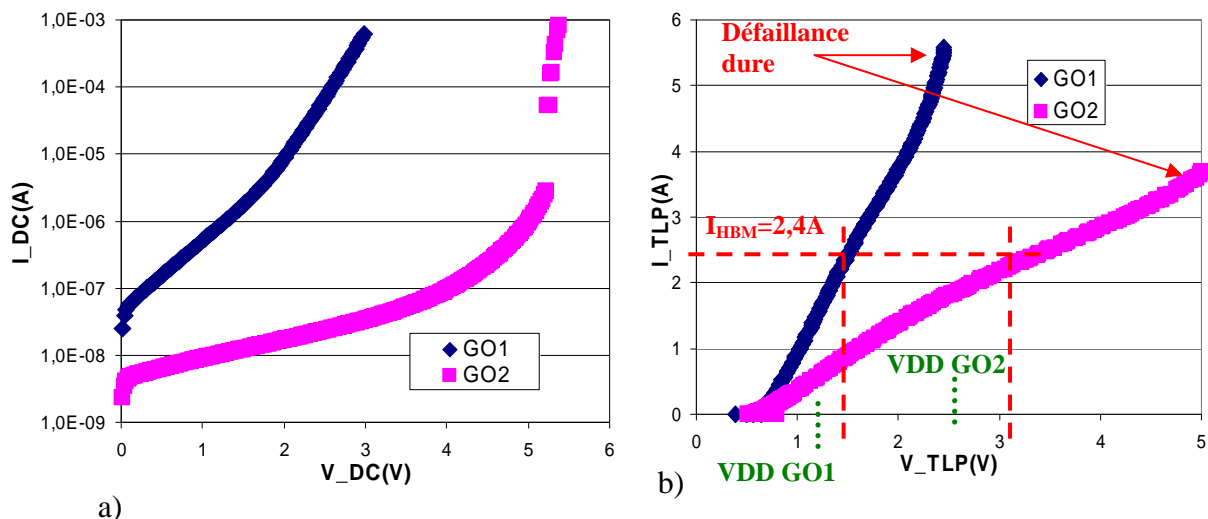 1,0E-03
1,0E-04
1,0E-05
1,0E-06
1,0E-07
1,0E-08
1,0E-09
I_DC(A)
0 1 2 3 4 5 6
V_DC(V)
GO1
GO2
a)
6
5
4
3
2
1
0
I_TLP(A)
Défaillance
dure
GO1
GO2
I_HBM=2,4A
VDD GO2
0 1 2 3 4 5
V_TLP(V)
VDD GO1
b)